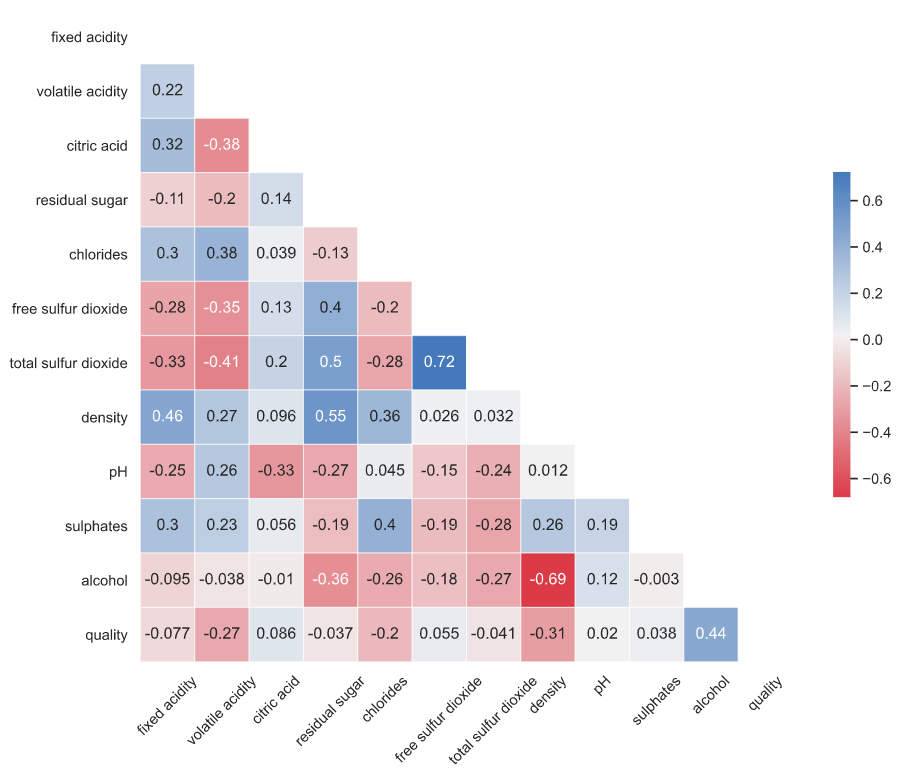 fixed acidity
volatile acidity 0.22
citric acid 0.32 -0.38
residual sugar -0.11 -0.2 0.14
chlorides 0.3 0.38 0.039 -0.13
free sulfur dioxide -0.28 -0.35 0.13 0.4 -0.2
total sulfur dioxide -0.33 -0.41 0.2 0.5 -0.28 0.72
density 0.46 0.27 0.096 0.55 0.36 0.026 0.032
pH -0.25 0.26 -0.33 -0.27 0.045 -0.15 -0.24 0.012
sulphates 0.3 0.23 0.056 -0.19 0.4 -0.19 -0.28 0.26 0.19
alcohol -0.095 -0.038 -0.01 -0.36 -0.26 -0.18 -0.27 -0.69 0.12 -0.003
quality -0.077 -0.27 0.086 -0.037 -0.2 0.055 -0.041 -0.31 0.02 0.038 0.44
fixed acidity
volatile acidity
citric acid
residual sugar
chlorides
free sulfur dioxide
total sulfur dioxide
density
pH
sulphates
alcohol
quality
0.6
0.4
0.2
0.0
−0.2
−0.4
−0.6